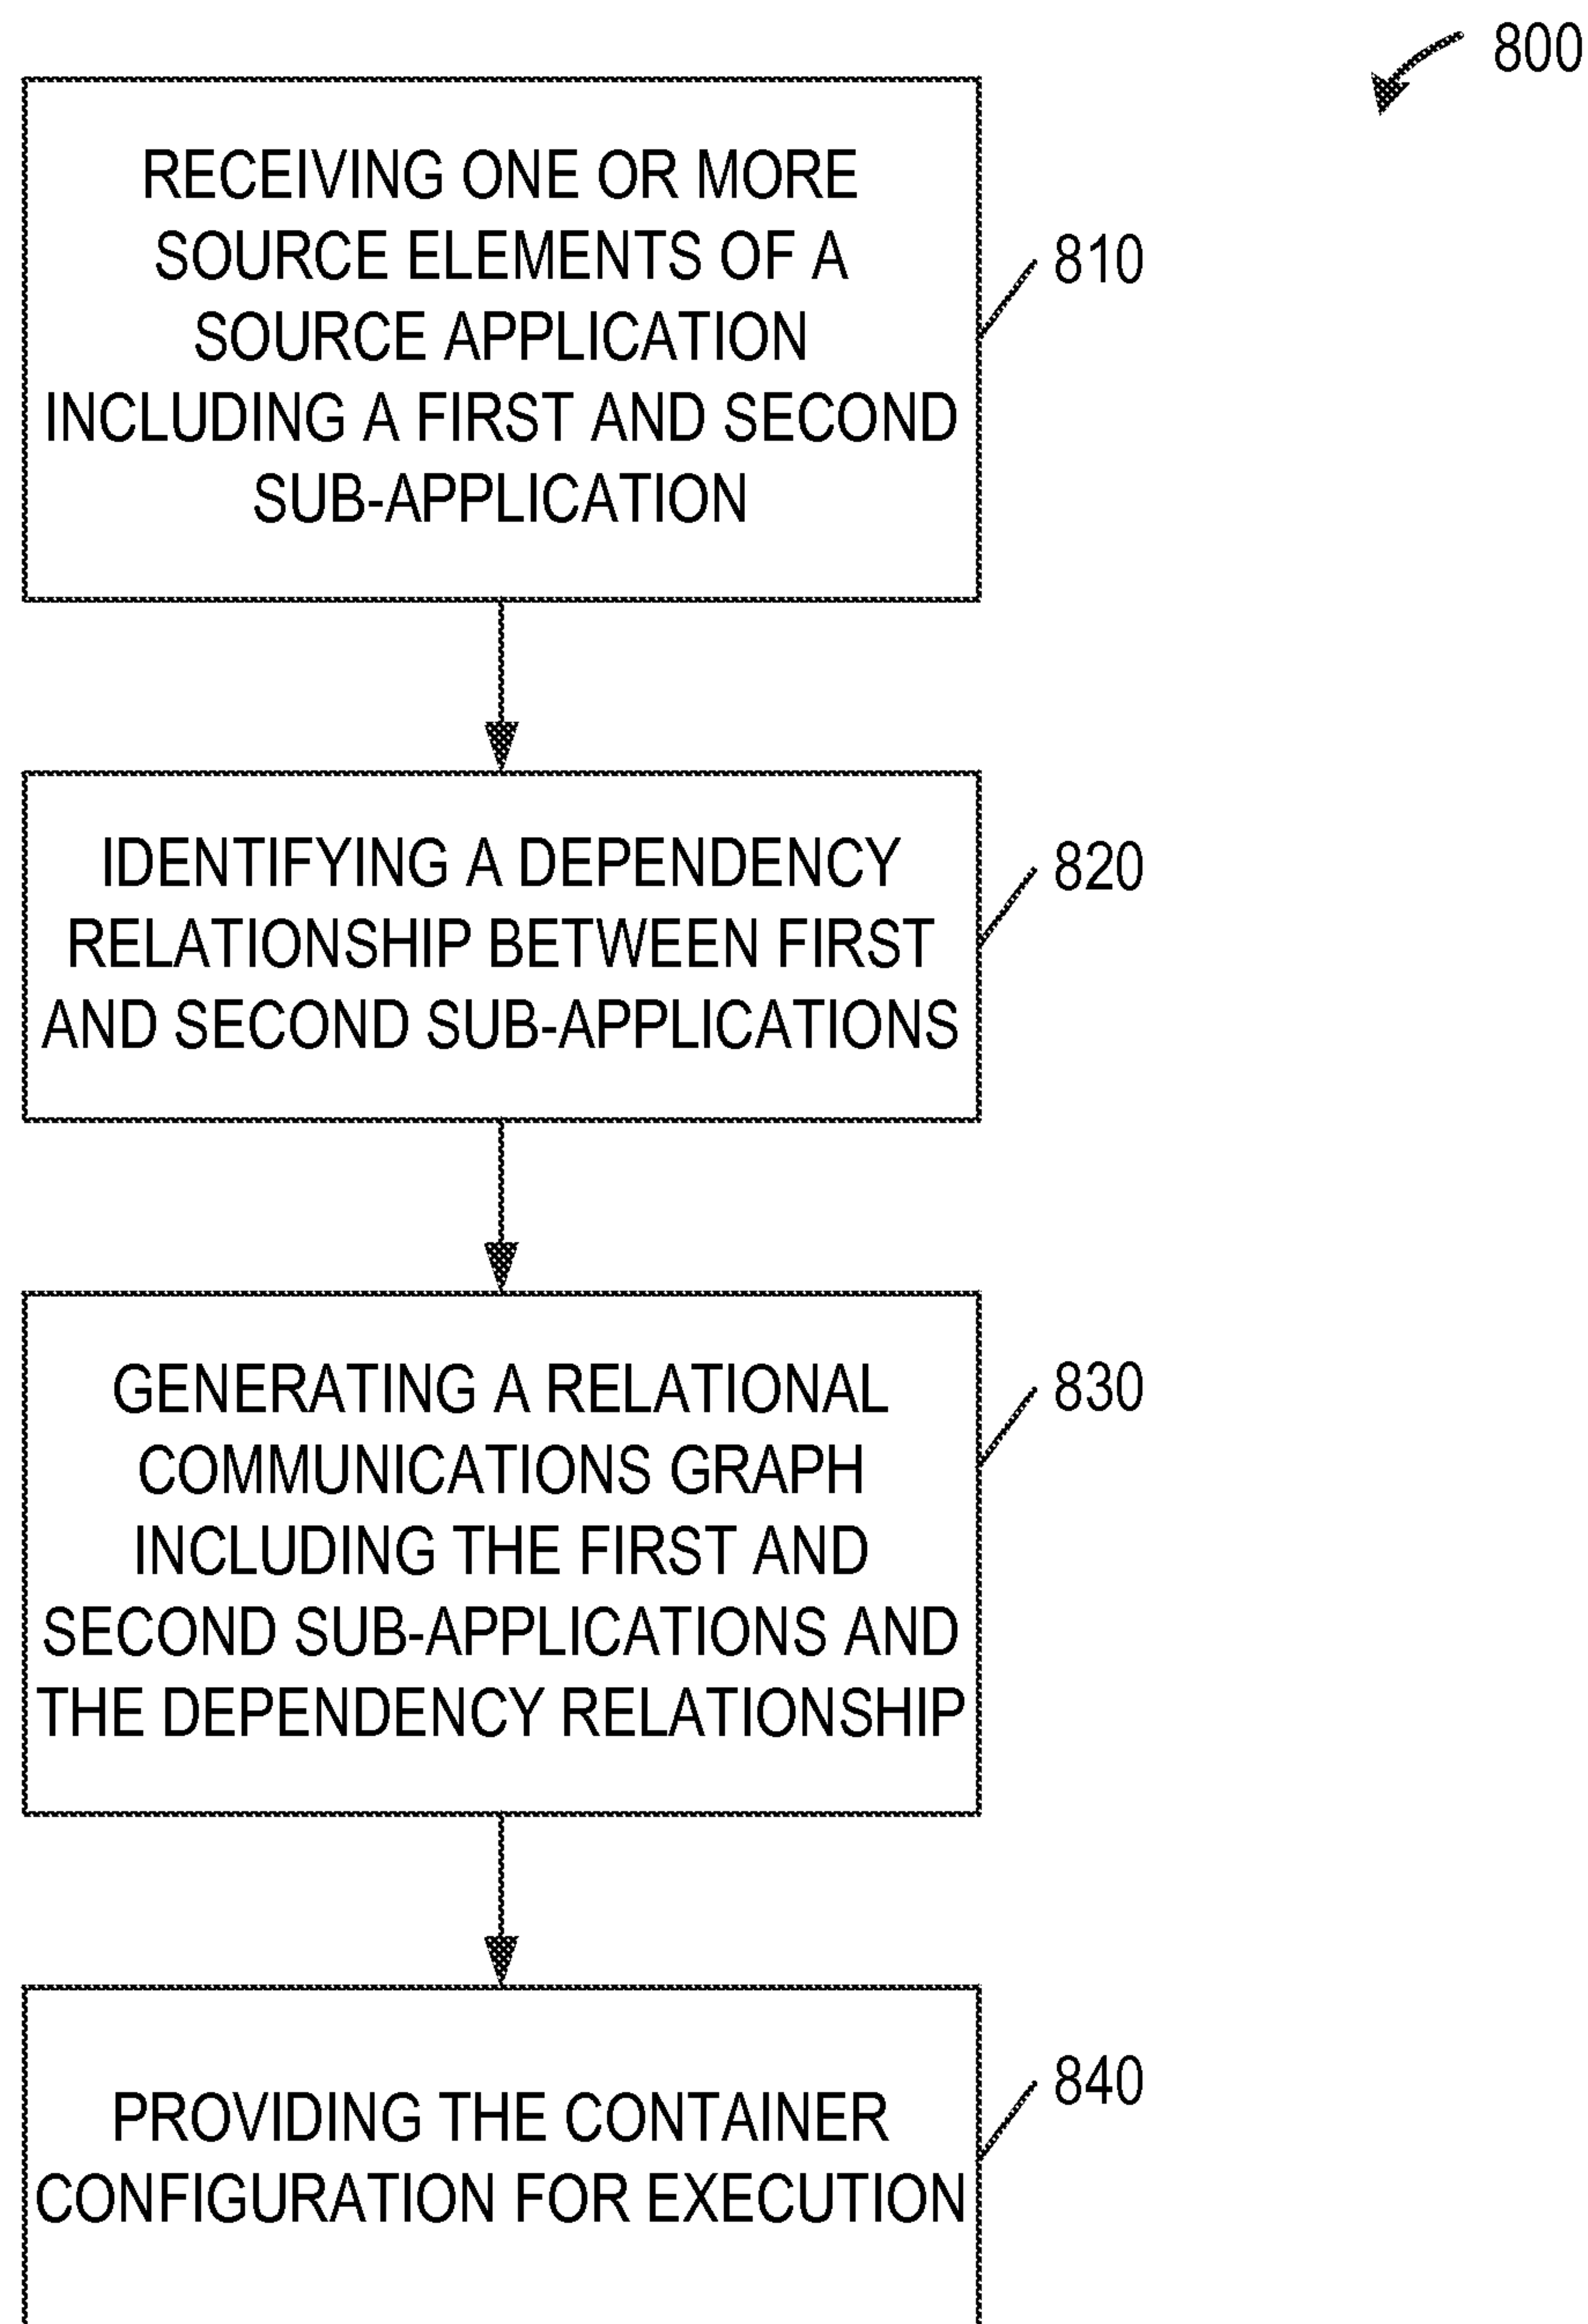 800
RECEIVING ONE OR MORE
SOURCE ELEMENTS OF A
SOURCE APPLICATION
INCLUDING A FIRST AND SECOND
SUB-APPLICATION
810
IDENTIFYING A DEPENDENCY
RELATIONSHIP BETWEEN FIRST
AND SECOND SUB-APPLICATIONS
820
GENERATING A RELATIONAL
COMMUNICATIONS GRAPH
INCLUDING THE FIRST AND
SECOND SUB-APPLICATIONS AND
THE DEPENDENCY RELATIONSHIP
830
PROVIDING THE CONTAINER
CONFIGURATION FOR EXECUTION
840